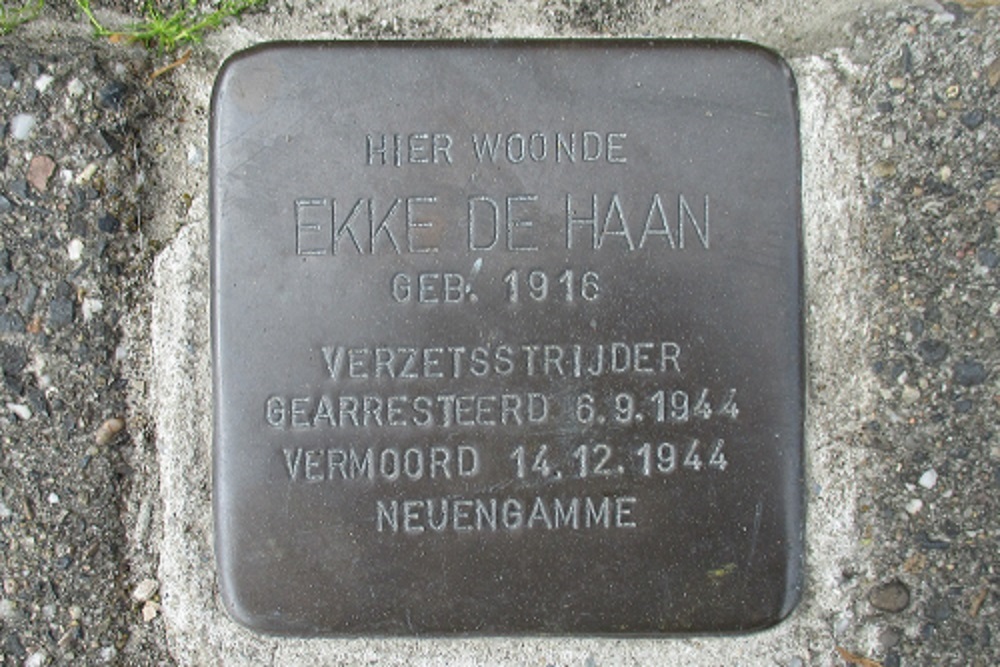 HIER WOONDE
EKKE DE HAAN
GEB. 1916
VERZETSSTRIJDER
GEARRESTEERD 6.9.1944
VERMOORD 14.12.1944
NEUENGAMME